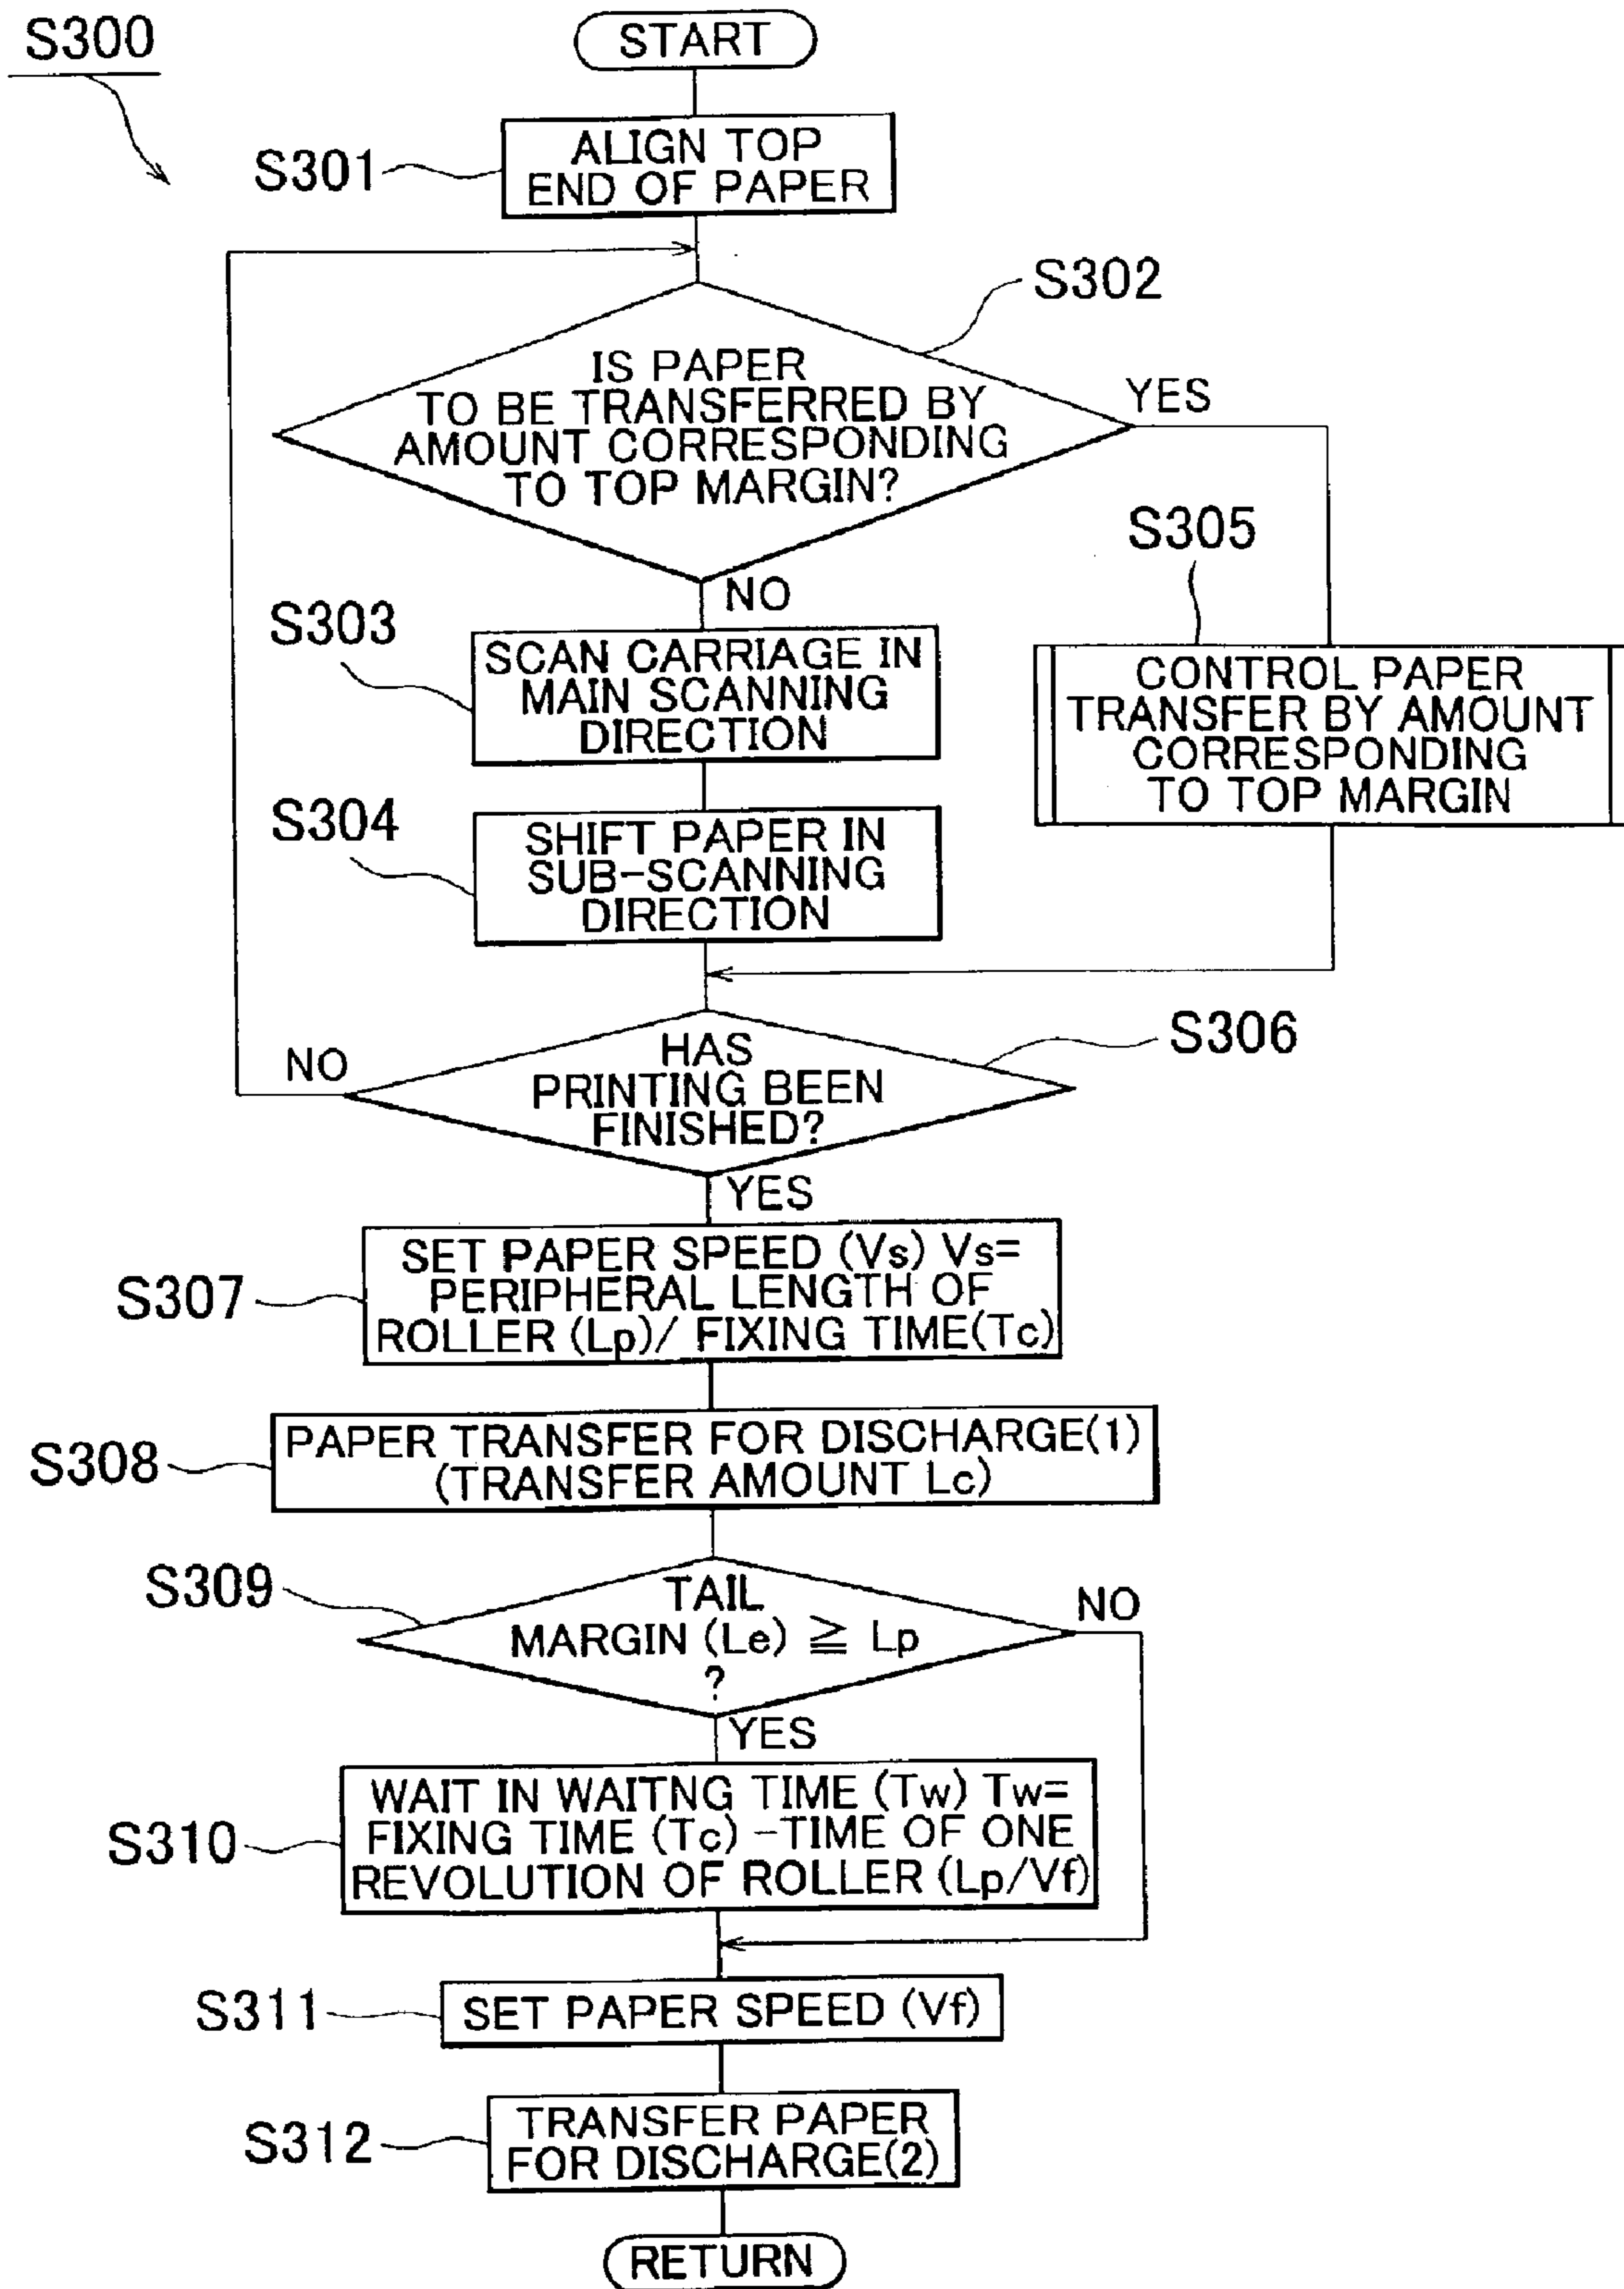 S300
START
S301
ALIGN TOP
END OF PAPER
S302
IS PAPER
TO BE TRANSFERRED BY
AMOUNT CORRESPONDING
TO TOP MARGIN?
YES
NO
S303
SCAN CARRIAGE IN
MAIN SCANNING
DIRECTION
S305
CONTROL PAPER
TRANSFER BY AMOUNT
CORRESPONDING
TO TOP MARGIN
S304
SHIFT PAPER IN
SUB-SCANNING
DIRECTION
S306
HAS
PRINTING BEEN
FINISHED?
NO
YES
S307
SET PAPER SPEED (Vs) Vs=
PERIPHERAL LENGTH OF
ROLLER (Lp)/ FIXING TIME(Tc)
S308
PAPER TRANSFER FOR DISCHARGE(1)
(TRANSFER AMOUNT Lc)
S309
TAIL
MARGIN (Le) ≧ Lp
?
NO
YES
S310
WAIT IN WAITNG TIME (Tw) Tw=
FIXING TIME (Tc) -TIME OF ONE
REVOLUTION OF ROLLER (Lp/Vf)
S311
SET PAPER SPEED (Vf)
S312
TRANSFER PAPER
FOR DISCHARGE(2)
RETURN